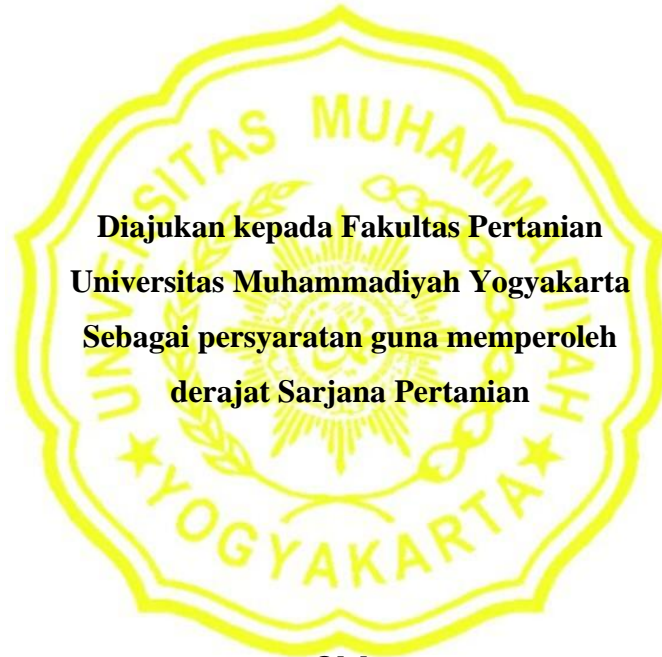 UNIVERSITAS MUHAMMADIYAH
Diajukan kepada Fakultas Pertanian
Universitas Muhammadiyah Yogyakarta
Sebagai persyaratan guna memperoleh
derajat Sarjana Pertanian
★ YOGYAKARTA ★